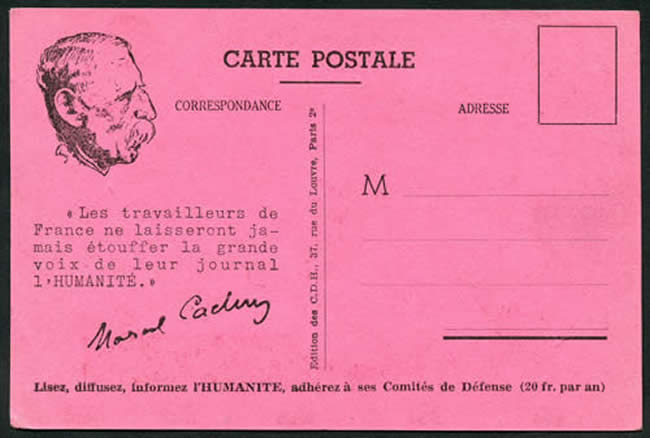 CARTE POSTALE
CORRESPONDANCE
ADRESSE
« Les travailleurs de
France ne laisseront ja-
mais étouffer la grande
voix de leur journal
l'HUMANITÉ. »
Marcel Cachin
Edition des C.D.H., 37, rue du Louvre, Paris 2e
M
Lisez, diffusez, informez l'HUMANITE, adhérez à ses Comités de Défense (20 fr. par an)